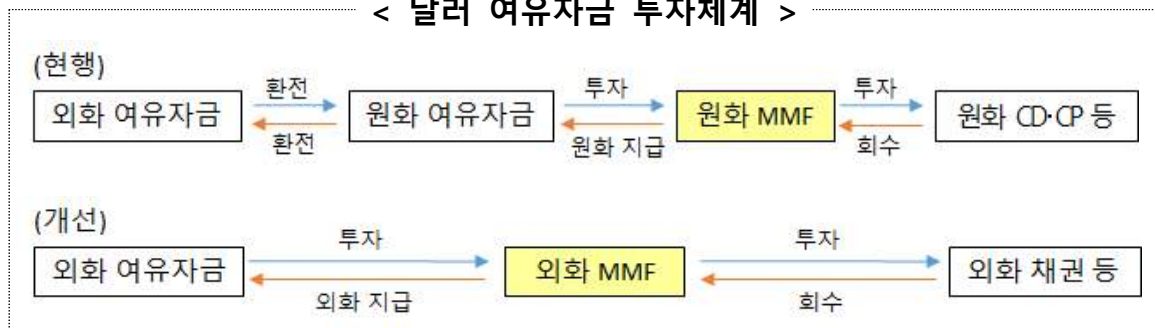 < 달러 여유자금 투자체계 >
(현행)
환전 투자 투자
외화 여유자금 원화 여유자금 원화 MMF 원화 CD·CP 등
환전 원화 지급 회수
(개선)
투자 투자
외화 여유자금 외화 MMF 외화 채권 등
외화 지급 회수